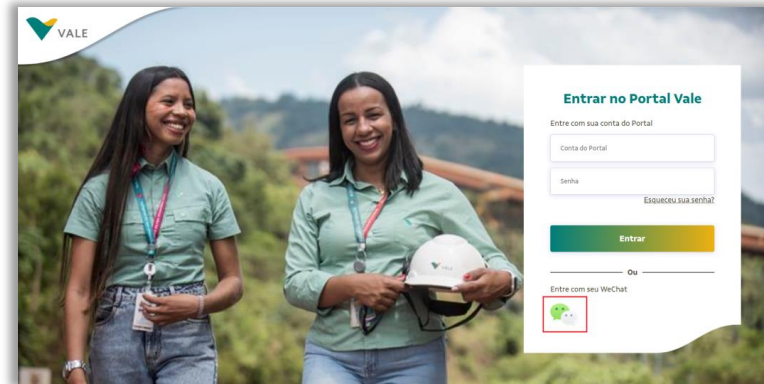 VALE
Entrar no Portal Vale
Entre com sua conta do Portal
Conta do Portal
Senha
Esqueceu sua senha?
Entrar
Ou
Entre com seu WeChat
VALE